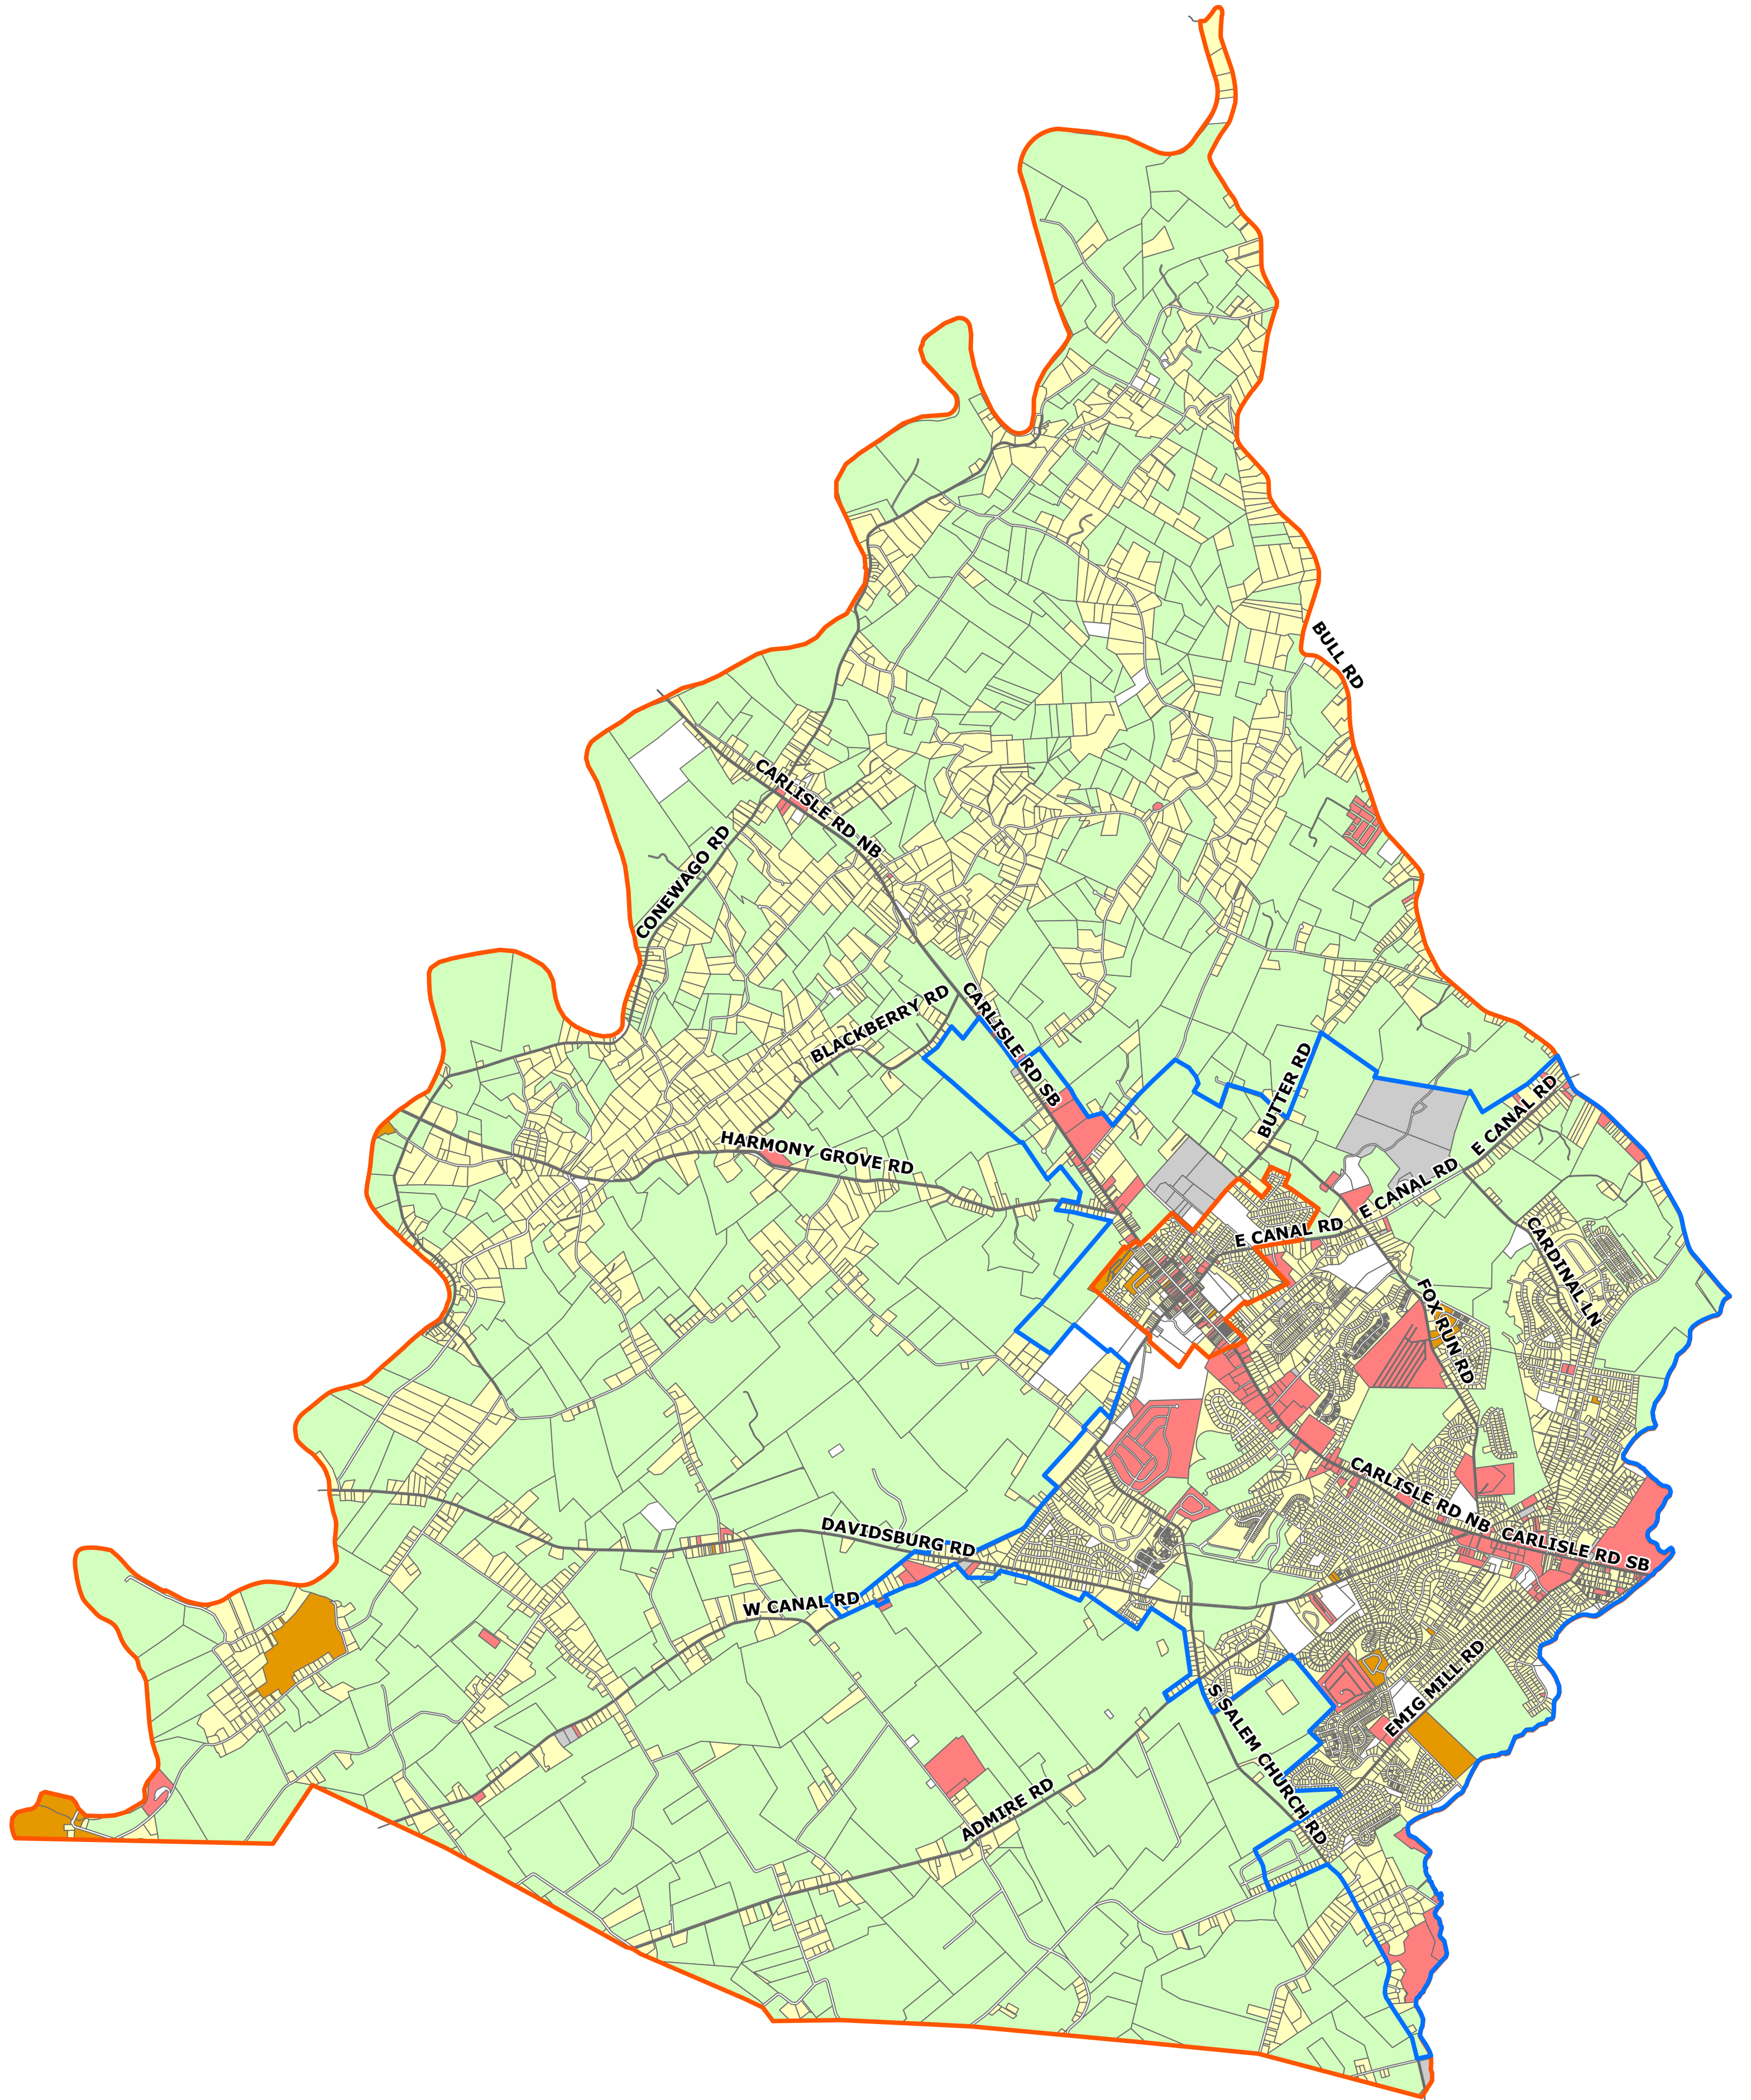 BULL RD
CARLISLE RD NB
CONEWAGO RD
BLACKBERRY RD
CARLISLE RD SB
BUTTER RD
E CANAL RD
HARMONY GROVE RD
E CANAL RD
E CANAL RD
CARDINAL LN
FOX RUN RD
CARLISLE RD NB
CARLISLE RD SB
DAVIDSBURG RD
W CANAL RD
EMIG MILL RD
S SALEM CHURCH RD
ADMIRE RD